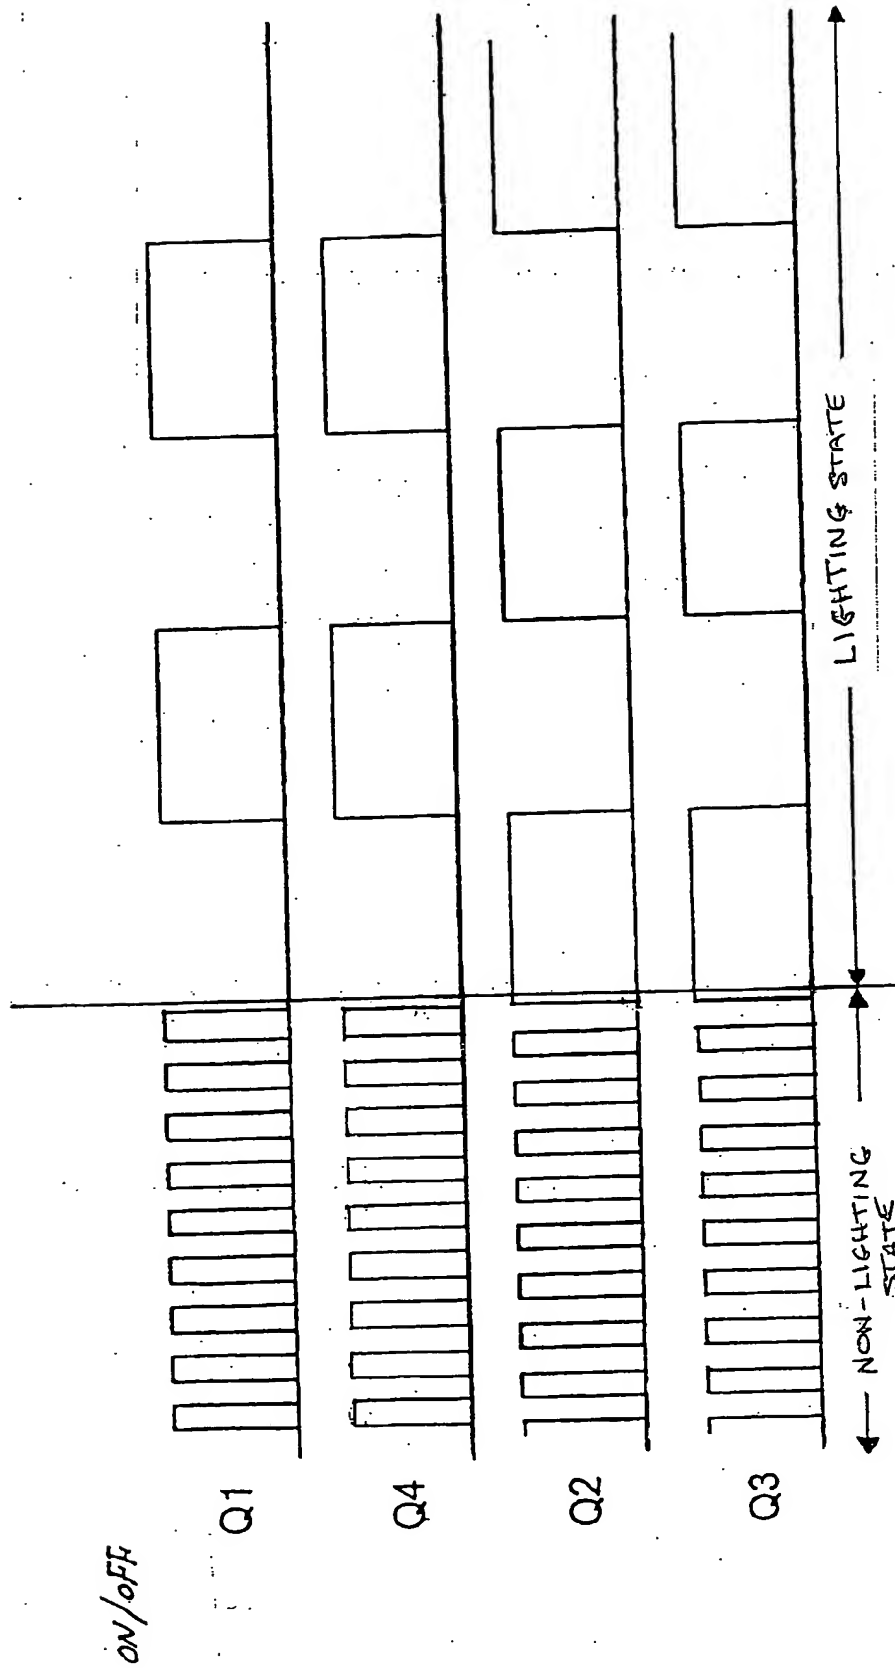 ON/OFF
Q1
Q4
Q2
Q3
NON-LIGHTING
STATE
LIGHTING STATE